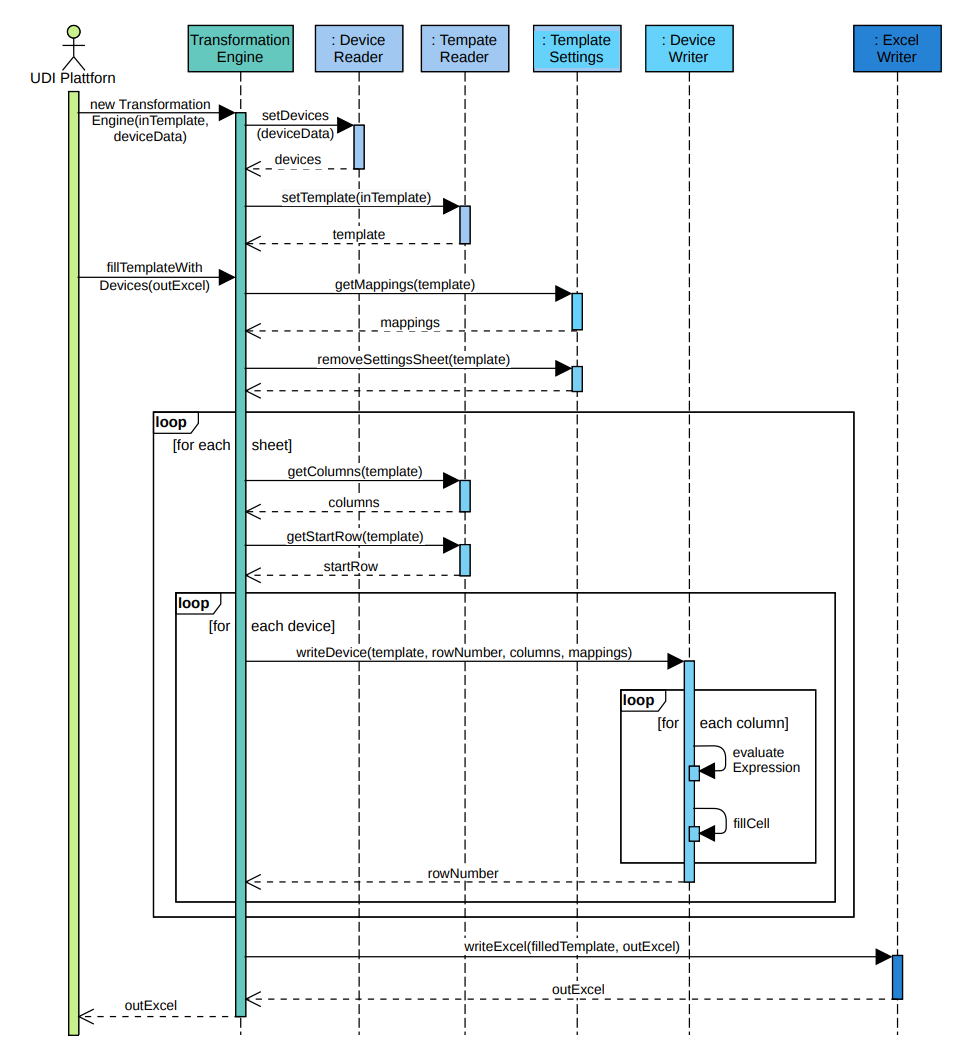 Transformation
Engine
: Device
Reader
: Tempate
Reader
: Template
Settings
: Device
Writer
: Excel
Writer
UDI Plattforn
new Transformation
Engine(inTemplate,
deviceData)
setDevices
(deviceData)
devices
setTemplate(inTemplate)
template
fillTemplateWith
Devices(outExcel)
getMappings(template)
mappings
removeSettingsSheet(template)
loop
[for each sheet]
getColumns(template)
columns
getStartRow(template)
startRow
loop
[for each device]
writeDevice(template, rowNumber, columns, mappings)
loop
[for each column]
evaluate
Expression
fillCell
rowNumber
writeExcel(filledTemplate, outExcel)
outExcel
outExcel